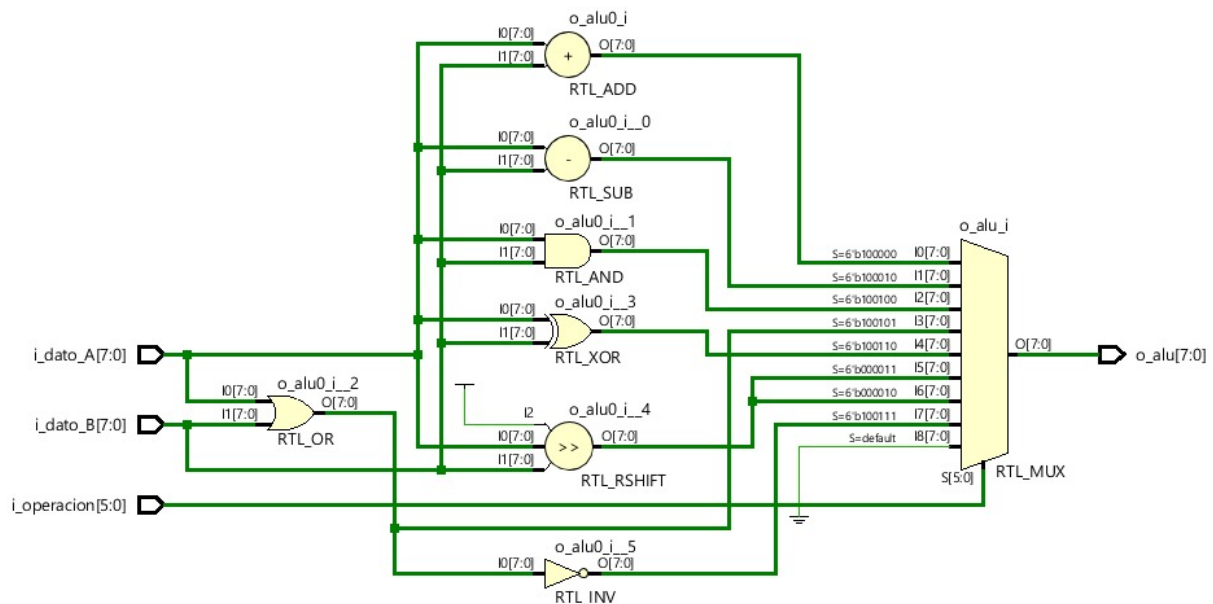 o_alu0_i
I0[7:0]
I1[7:0]
+
O[7:0]
RTL_ADD
o_alu0_i__0
I0[7:0]
I1[7:0]
-
O[7:0]
RTL_SUB
o_alu0_i__1
I0[7:0]
I1[7:0]
O[7:0]
RTL_AND
o_alu0_i__3
I0[7:0]
I1[7:0]
O[7:0]
RTL_XOR
i_dato_A[7:0]
o_alu0_i__2
I0[7:0]
I1[7:0]
O[7:0]
RTL_OR
i_dato_B[7:0]
o_alu0_i__4
I2
I0[7:0]
I1[7:0]
>>
O[7:0]
RTL_RSHIFT
i_operacion[5:0]
o_alu0_i__5
I0[7:0]
O[7:0]
RTL_INV
o_alu_i
S=6'b100000 I0[7:0]
S=6'b100010 I1[7:0]
S=6'b100100 I2[7:0]
S=6'b100101 I3[7:0]
S=6'b100110 I4[7:0]
S=6'b000011 I5[7:0]
S=6'b000010 I6[7:0]
S=6'b100111 I7[7:0]
S=default I8[7:0]
S[5:0]
RTL_MUX
O[7:0]
o_alu[7:0]